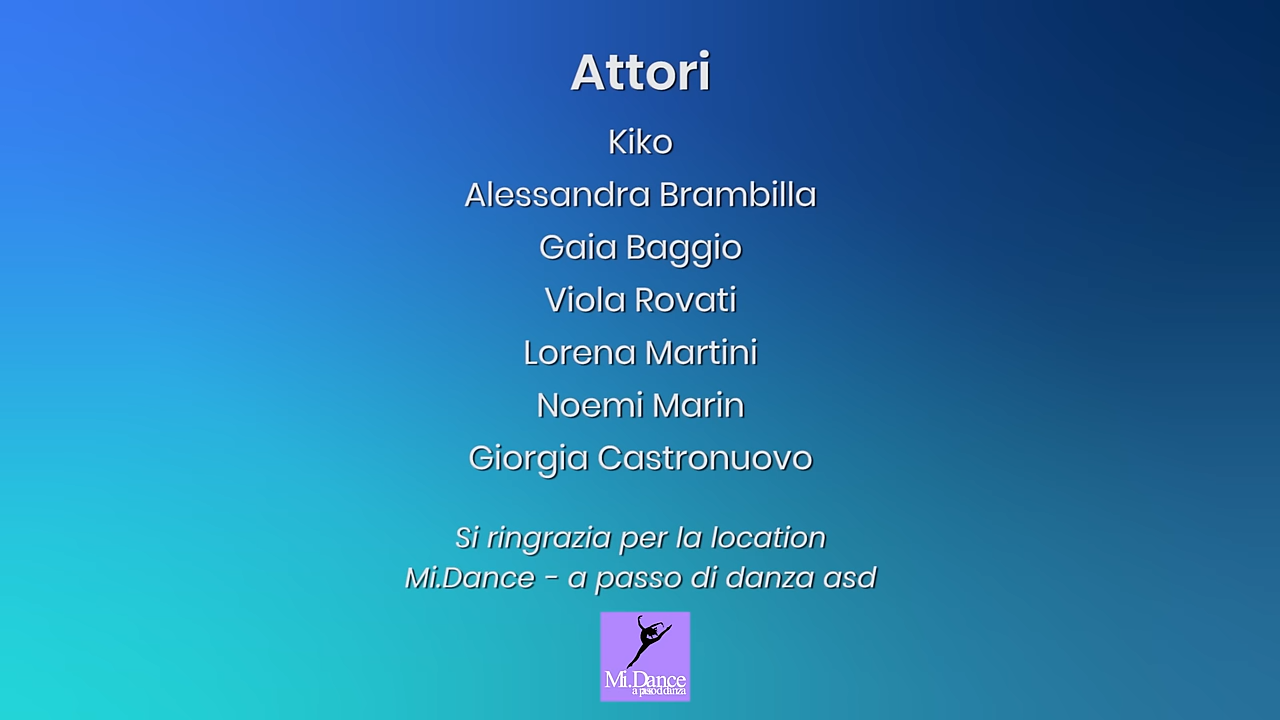 Attori
Kiko
Alessandra Brambilla
Gaia Baggio
Viola Rovati
Lorena Martini
Noemi Marin
Giorgia Castronuovo
Si ringrazia per la location
Mi.Dance - a passo di danza asd
Mi.Dance
a passo di danza